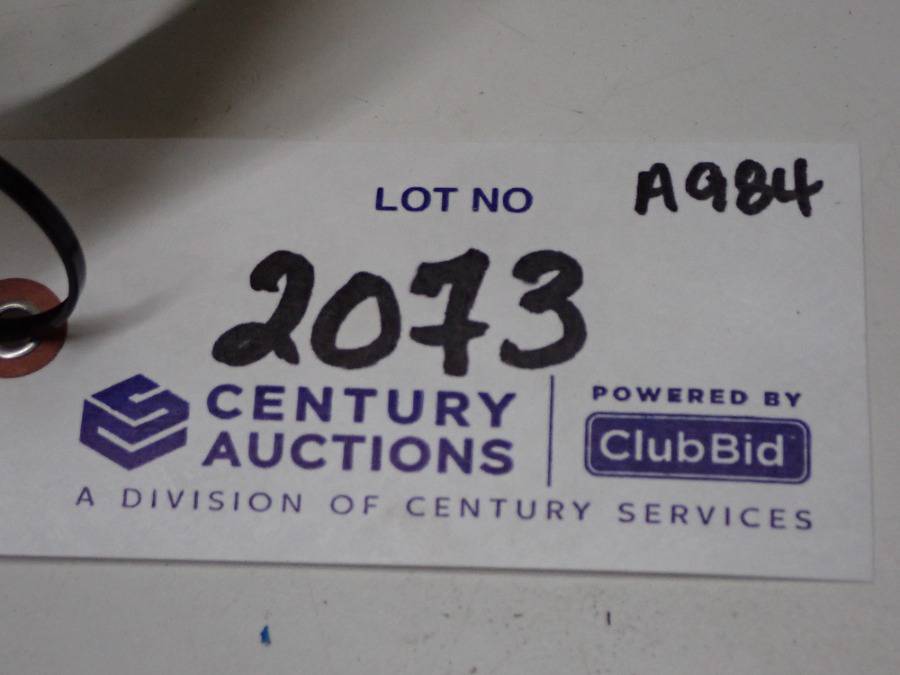 LOT NO
A984
2073
CENTURY
AUCTIONS
POWERED BY
ClubBid
A DIVISION OF CENTURY SERVICES